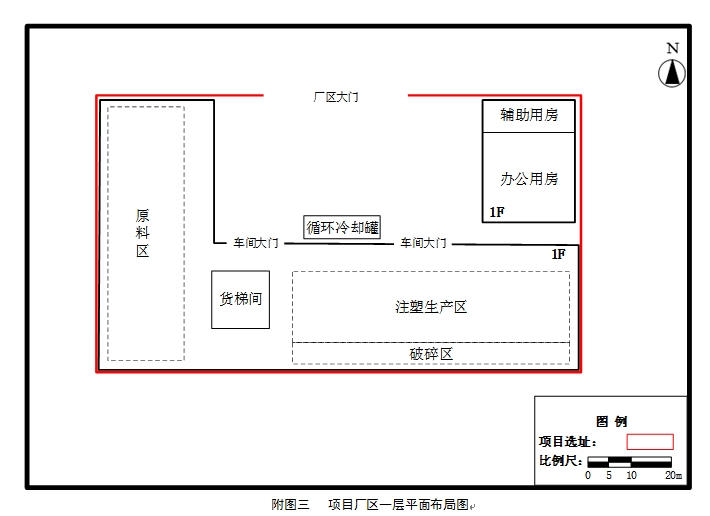 N
厂区大门
辅助用房
办公用房
1F
原料区
循环冷却罐
车间大门
车间大门
1F
货梯间
注塑生产区
破碎区
图 例
项目选址：
比例尺：
0 5 10 20m
附图三 项目厂区一层平面布局图